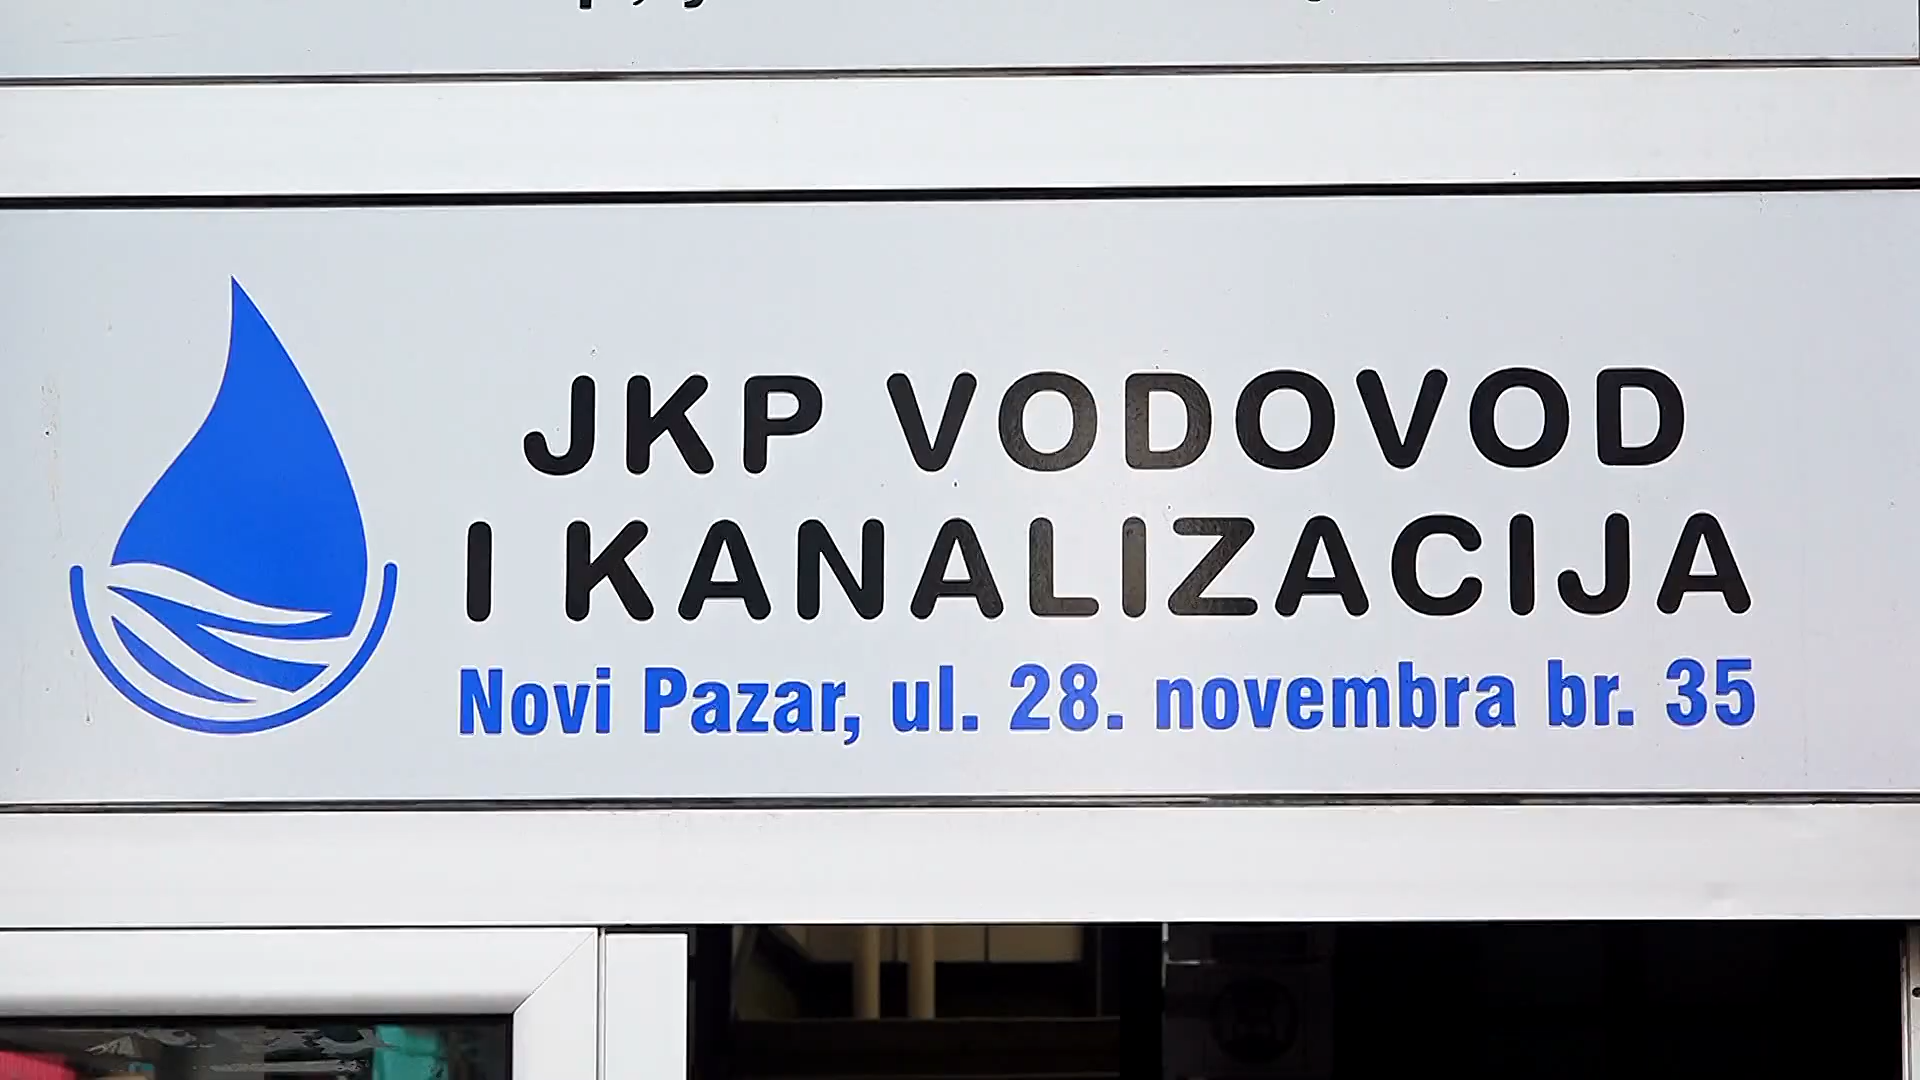 JKP VODOVOD
I KANALIZACIJA
Novi Pazar, ul. 28. novembra br. 35